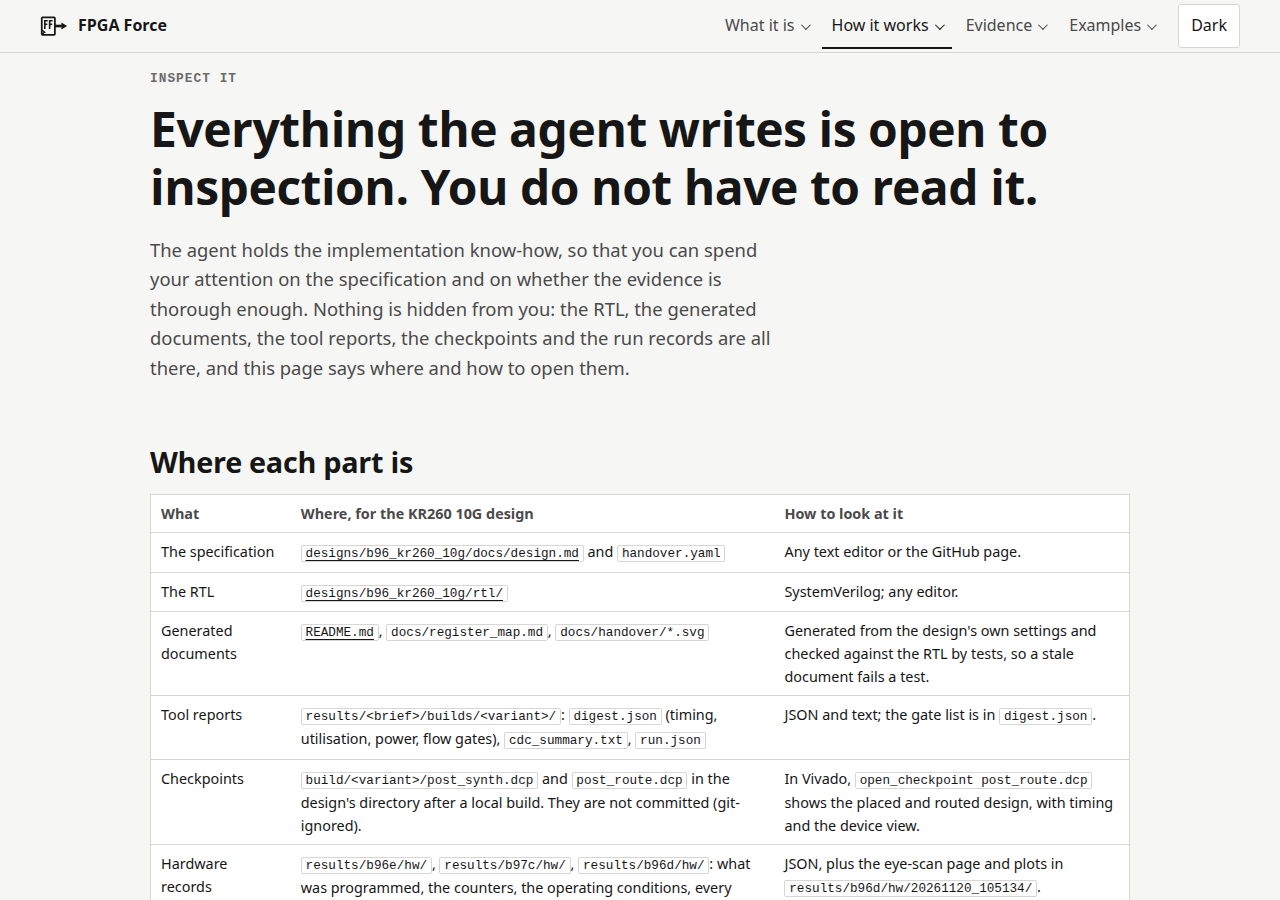 FPGA Force
What it is
How it works
Evidence
Examples
Dark
INSPECT IT
Everything the agent writes is open to
inspection. You do not have to read it.
The agent holds the implementation know-how, so that you can spend
your attention on the specification and on whether the evidence is
thorough enough. Nothing is hidden from you: the RTL, the generated
documents, the tool reports, the checkpoints and the run records are all
there, and this page says where and how to open them.
Where each part is
What Where, for the KR260 10G design How to look at it
The specification designs/b96_kr260_10g/docs/design.md and handover.yaml Any text editor or the GitHub page.
The RTL designs/b96_kr260_10g/rtl/ SystemVerilog; any editor.
Generated
documents
README.md, docs/register_map.md, docs/handover/*.svg
Generated from the design's own settings and
checked against the RTL by tests, so a stale
document fails a test.
Tool reports
results/<brief>/builds/<variant>/: digest.json (timing,
utilisation, power, flow gates), cdc_summary.txt, run.json
JSON and text; the gate list is in digest.json.
Checkpoints
build/<variant>/post_synth.dcp and post_route.dcp in the
design's directory after a local build. They are not committed (git-
ignored).
In Vivado, open_checkpoint post_route.dcp
shows the placed and routed design, with timing
and the device view.
Hardware
records
results/b96e/hw/, results/b97c/hw/, results/b96d/hw/: what
was programmed, the counters, the operating conditions, every
JSON, plus the eye-scan page and plots in
results/b96d/hw/20261120_105134/.